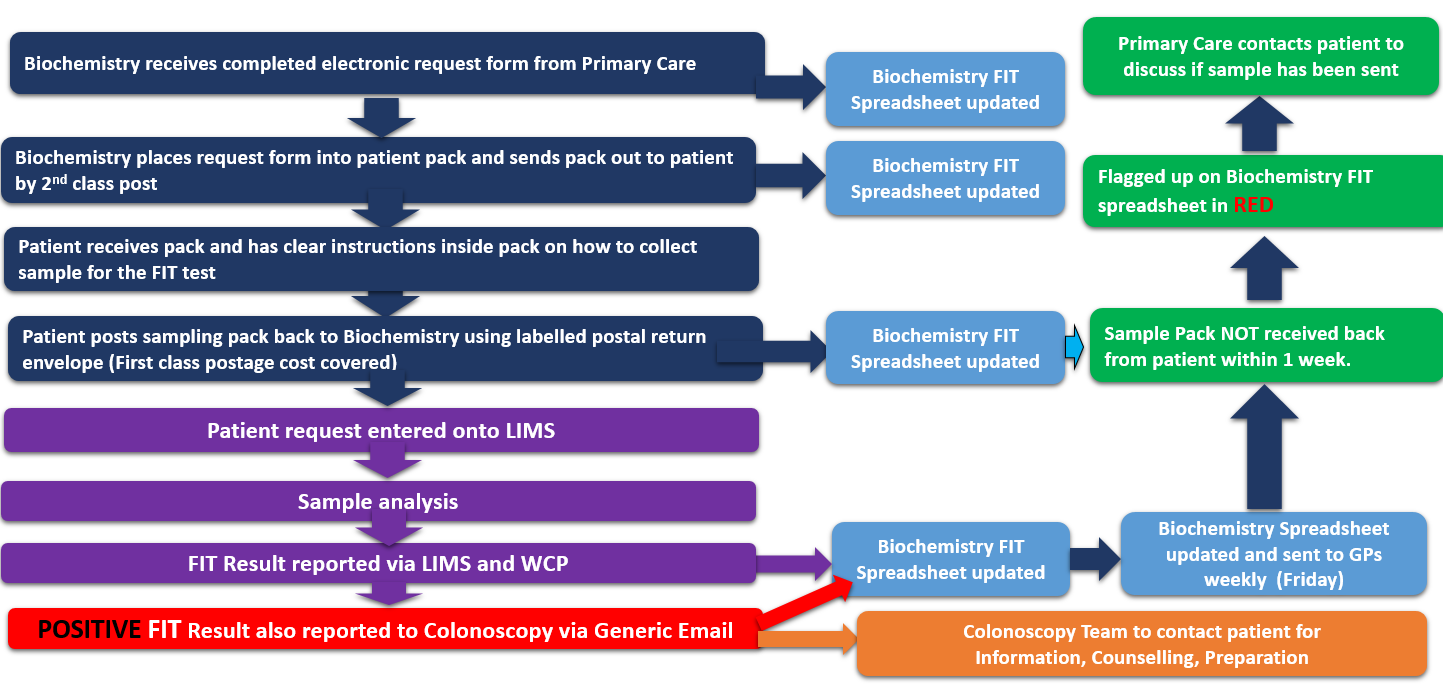 Biochemistry receives completed electronic request form from Primary Care
Biochemistry FIT
Spreadsheet updated
Primary Care contacts patient to
discuss if sample has been sent
Biochemistry places request form into patient pack and sends pack out to patient
by 2nd class post
Biochemistry FIT
Spreadsheet updated
Flagged up on Biochemistry FIT
spreadsheet in RED
Patient receives pack and has clear instructions inside pack on how to collect
sample for the FIT test
Patient posts sampling pack back to Biochemistry using labelled postal return
envelope (First class postage cost covered)
Biochemistry FIT
Spreadsheet updated
Sample Pack NOT received back
from patient within 1 week.
Patient request entered onto LIMS
Sample analysis
FIT Result reported via LIMS and WCP
Biochemistry FIT
Spreadsheet updated
Biochemistry Spreadsheet
updated and sent to GPs
weekly (Friday)
POSITIVE FIT Result also reported to Colonoscopy via Generic Email
Colonoscopy Team to contact patient for
Information, Counselling, Preparation